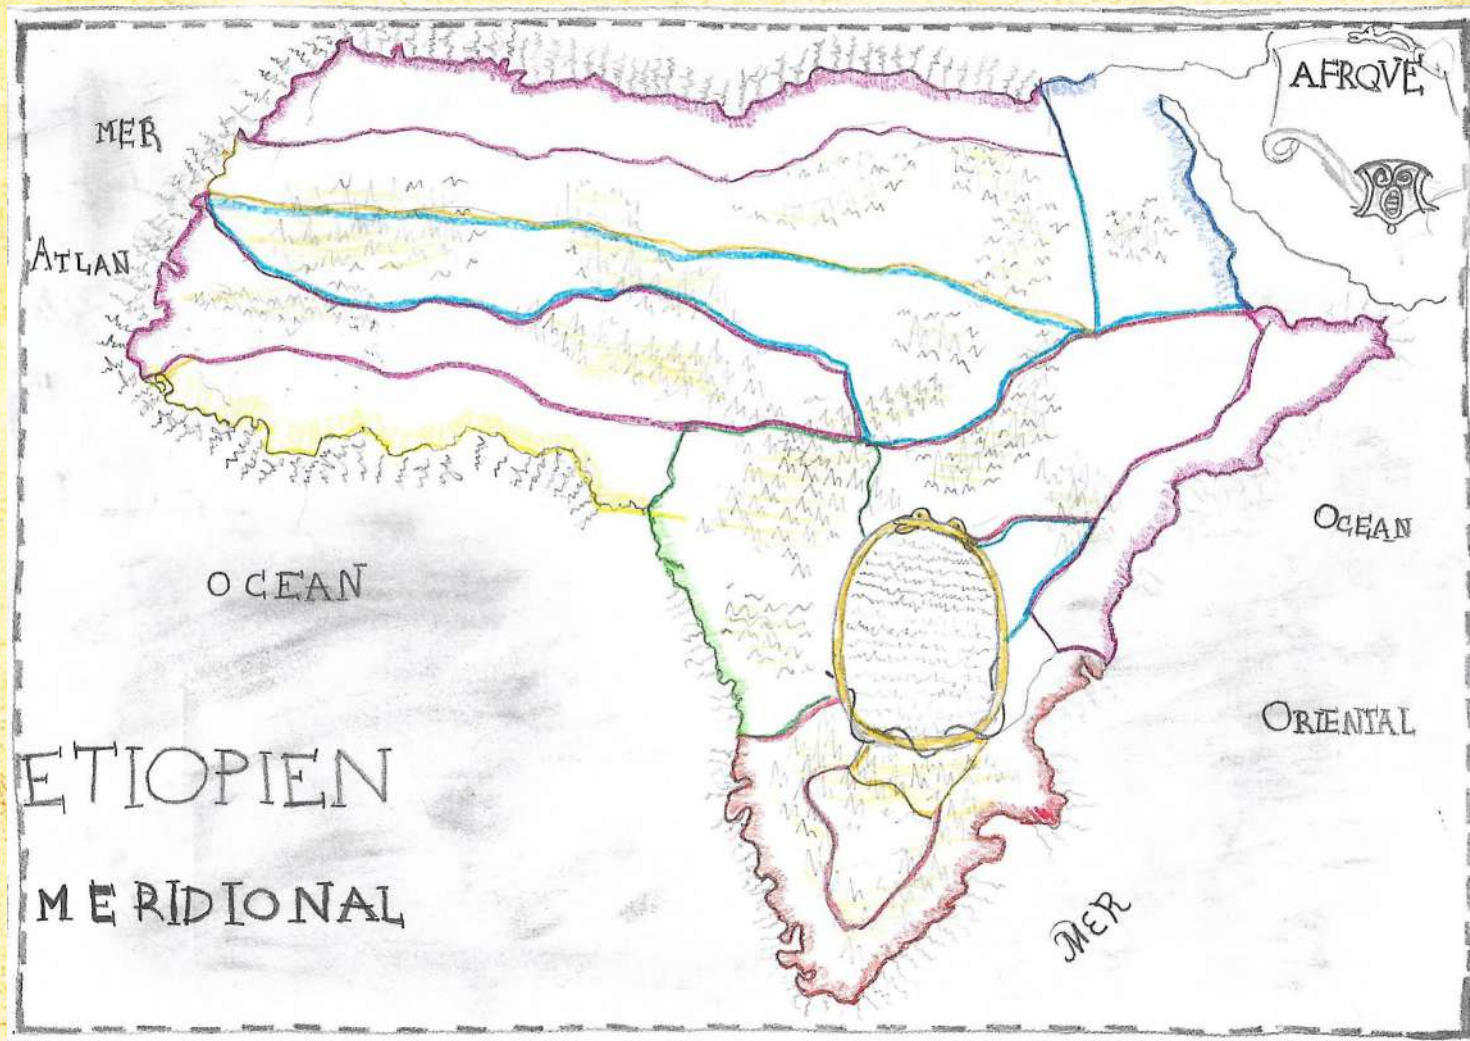 AFRQVE
MER
ATLAN
OCEAN
OCEAN
ORIENTAL
ETIOPIEN
MERIDIONAL
MER